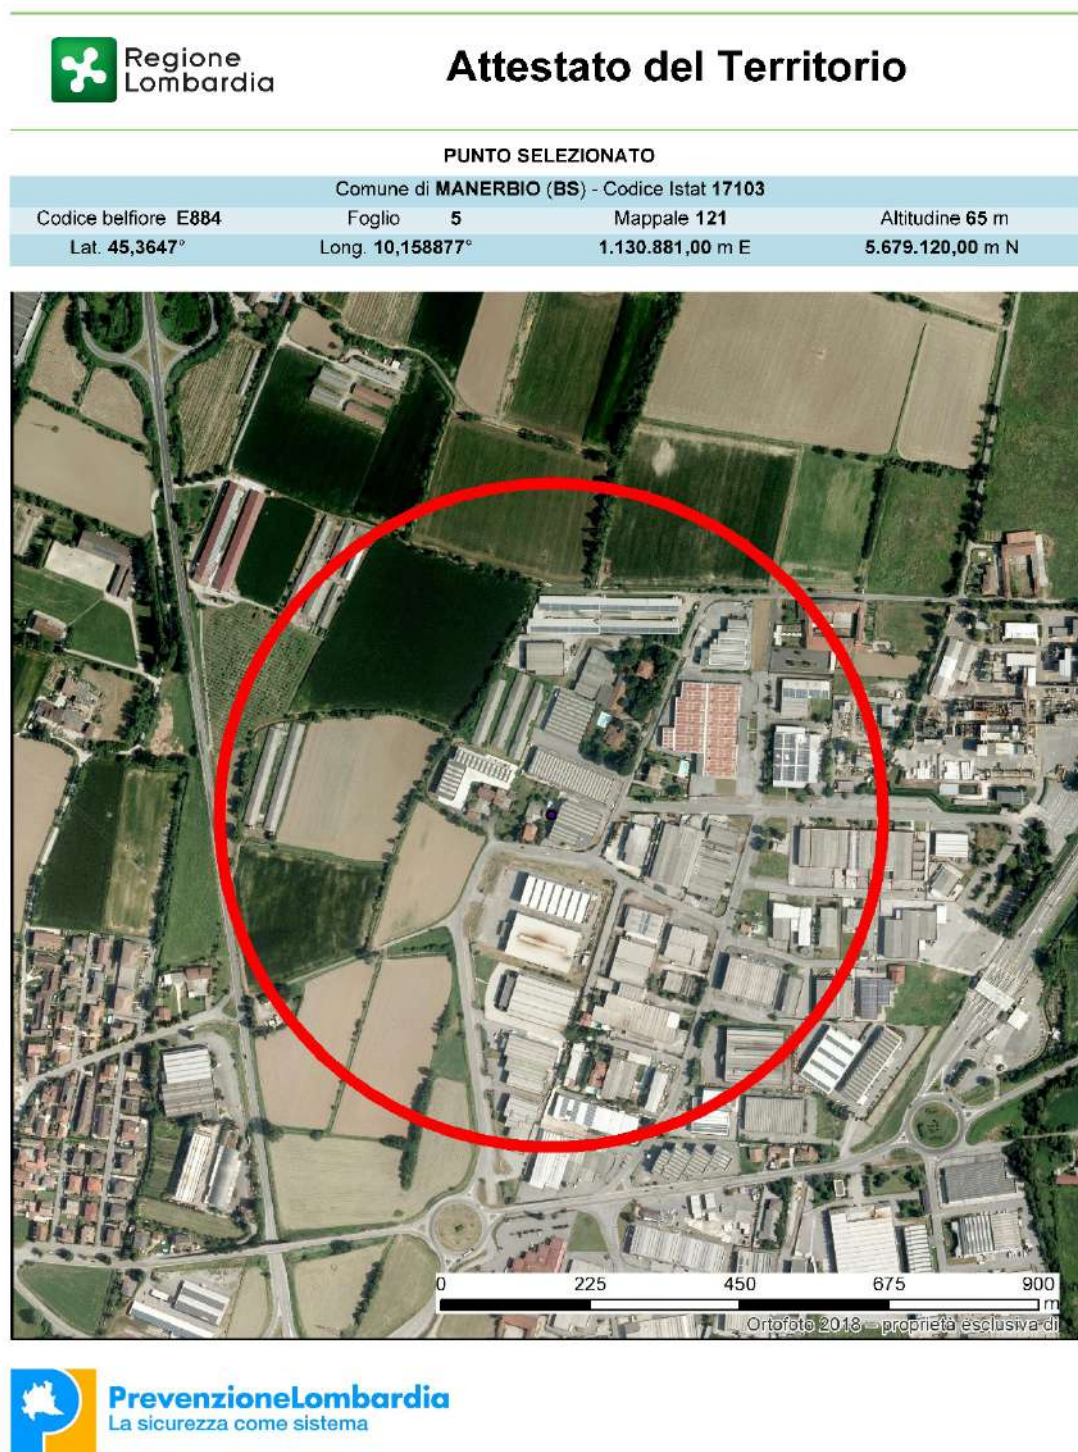 Regione
Lombardia
Attestato del Territorio
PUNTO SELEZIONATO
Comune di MANERBIO (BS) - Codice Istat 17103
Codice belfiore E884 Foglio 5 Mappale 121 Altitudine 65 m
Lat. 45,3647° Long. 10,158877° 1.130.881,00 m E 5.679.120,00 m N
0 225 450 675 900
m
Ortofoto 2018 – proprietà esclusiva di
PrevenzioneLombardia
La sicurezza come sistema